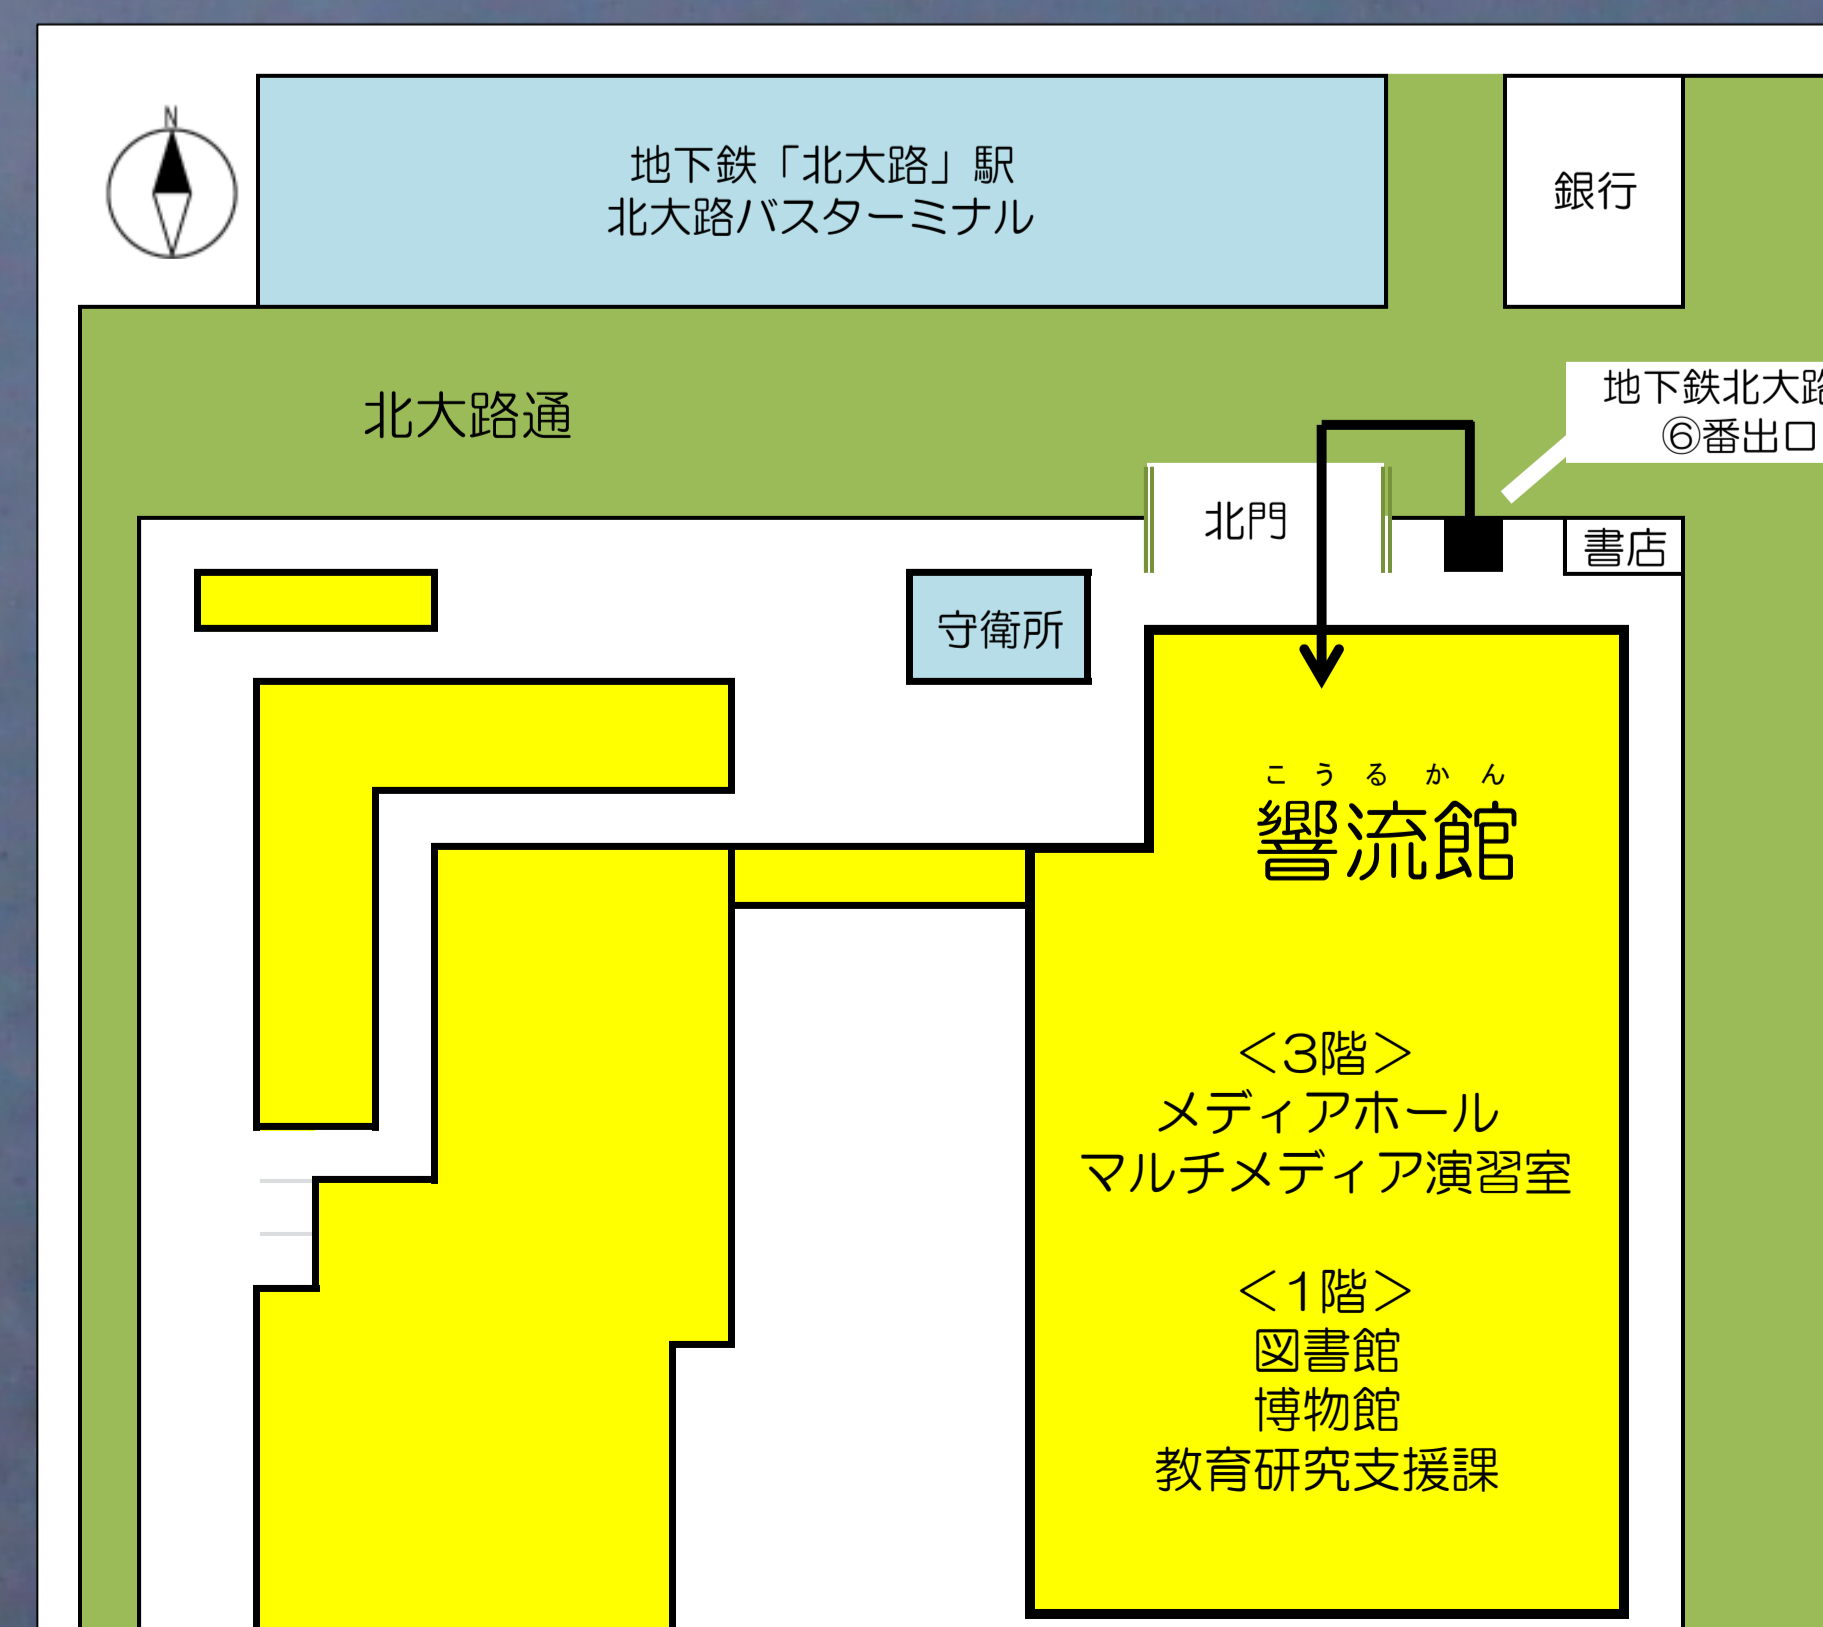 N
地下鉄「北大路」駅
北大路バスターミナル
銀行
北大路通
地下鉄北大路
⑥番出口
北門
書店
守衛所
こうるかん
響流館
＜3階＞
メディアホール
マルチメディア演習室
＜1階＞
図書館
博物館
教育研究支援課